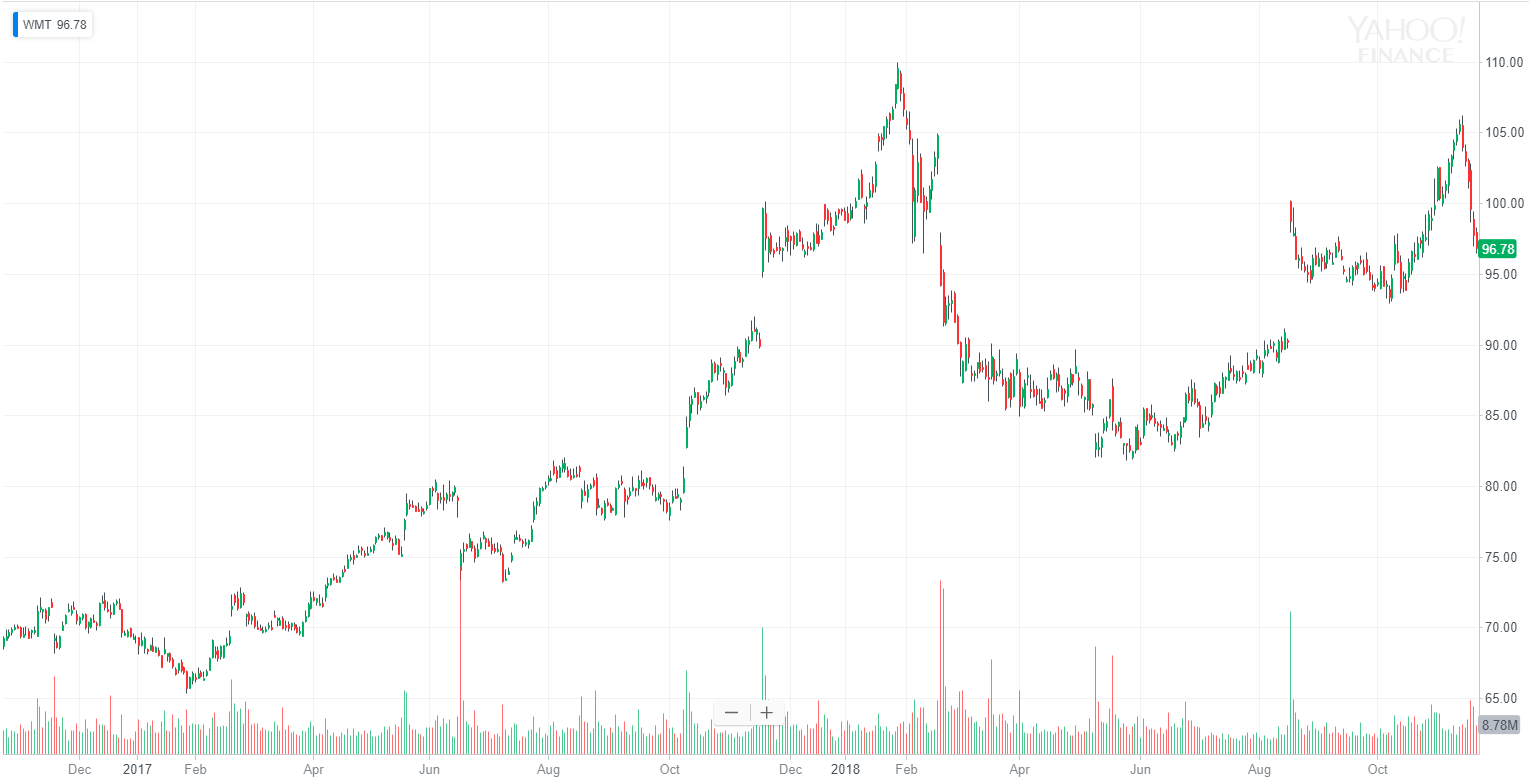 WMT 96.78
YAHOO!
FINANCE
110.00
105.00
100.00
96.78
95.00
90.00
85.00
80.00
75.00
70.00
65.00
8.78M
− +
Dec 2017 Feb Apr Jun Aug Oct Dec 2018 Feb Apr Jun Aug Oct